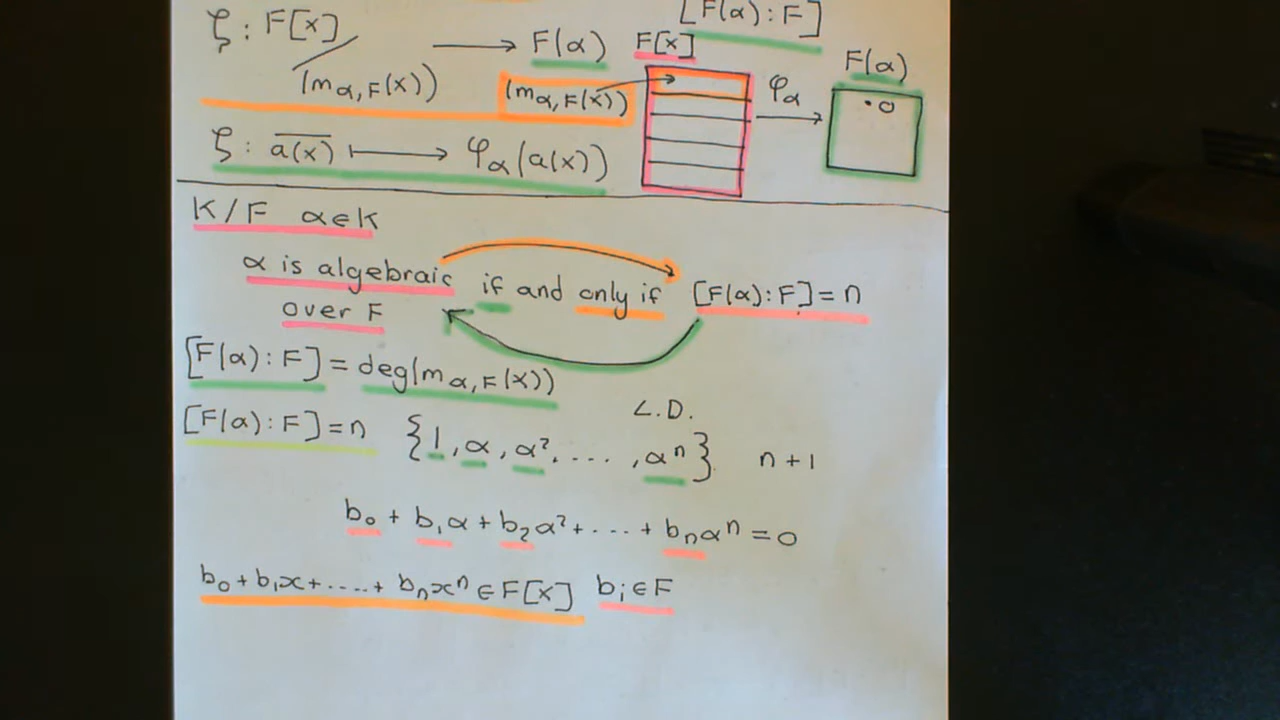 [F(α) : F]
ζ : F[x] / (m_{α,F}(x)) ⟶ F(α)
F[x]
F(α)
(m_{α,F}(x))
φ_α
·0
ζ : \overline{a(x)} ⟼ φ_α(a(x))
K/F α∈K
α is algebraic if and only if [F(α) : F] = n
over F
[F(α) : F] = deg(m_{α,F}(x))
L.D.
[F(α) : F] = n {1, α, α², ...., αⁿ} n+1
b₀ + b₁α + b₂α² + .... + bₙαⁿ = 0
b₀ + b₁x + ..... + bₙxⁿ ∈ F[x] bᵢ ∈ F